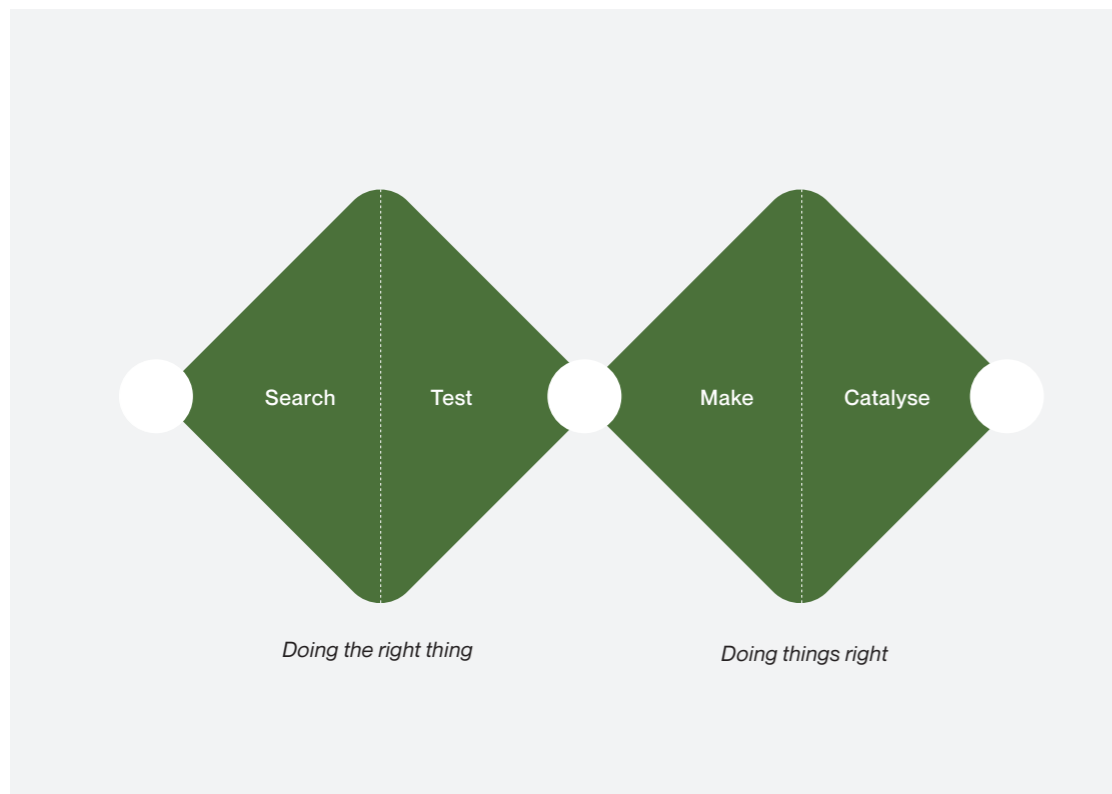 Search
Test
Make
Catalyse
Doing the right thing
Doing things right